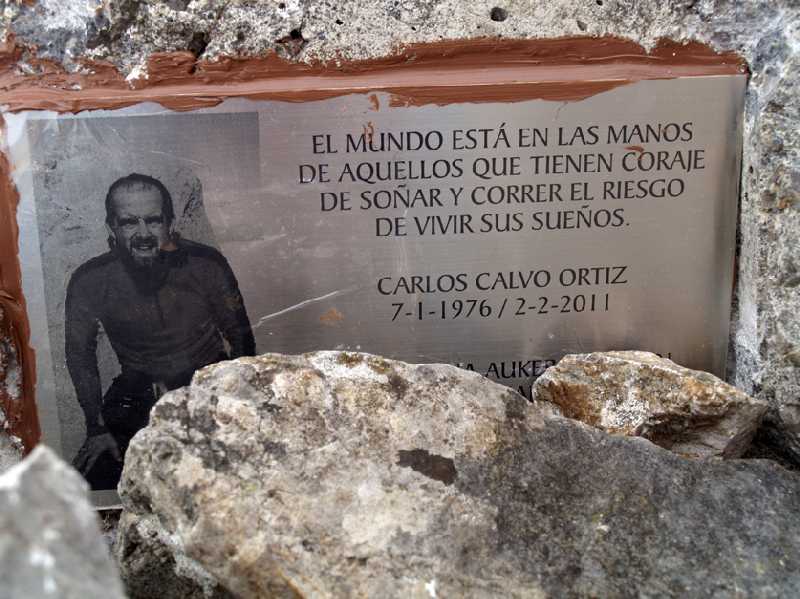 EL MUNDO ESTÁ EN LAS MANOS
DE AQUELLOS QUE TIENEN CORAJE
DE SOÑAR Y CORRER EL RIESGO
DE VIVIR SUS SUEÑOS.
CARLOS CALVO ORTIZ
7-1-1976 / 2-2-2011